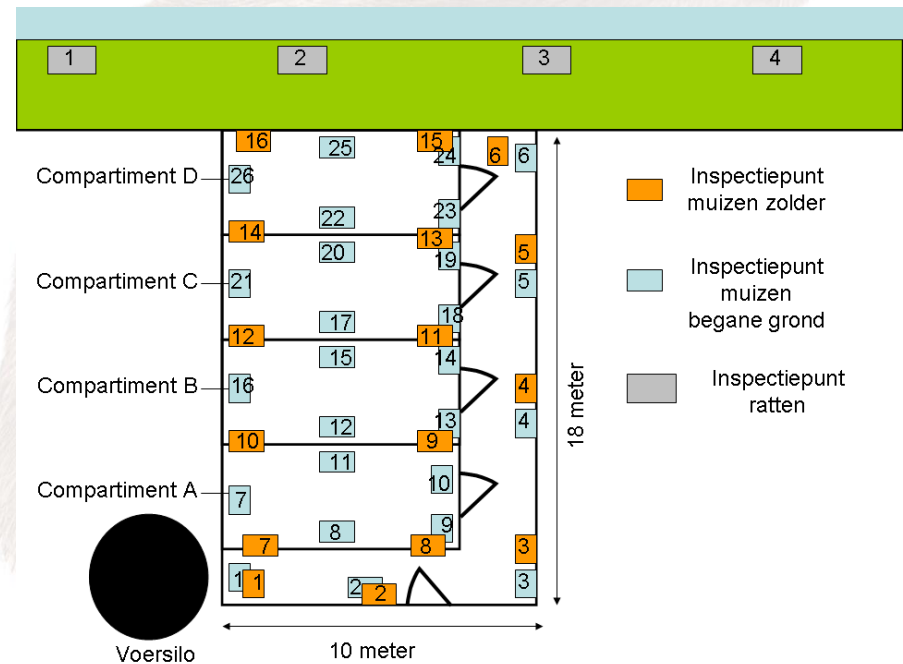 1 2 3 4
16 15
25 24 6 6
Compartiment D 26
Inspectiepunt
muizen zolder
22 23
14 13 5
20 19
Compartiment C 21 5
Inspectiepunt
muizen
begane grond
17 18
12 11
15 14
Compartiment B 16 4
Inspectiepunt
ratten
12 13 4
10 9
11 10
Compartiment A 7
8 9
7 8 3
1 1 2 2 3
18 meter
10 meter
Voersilo